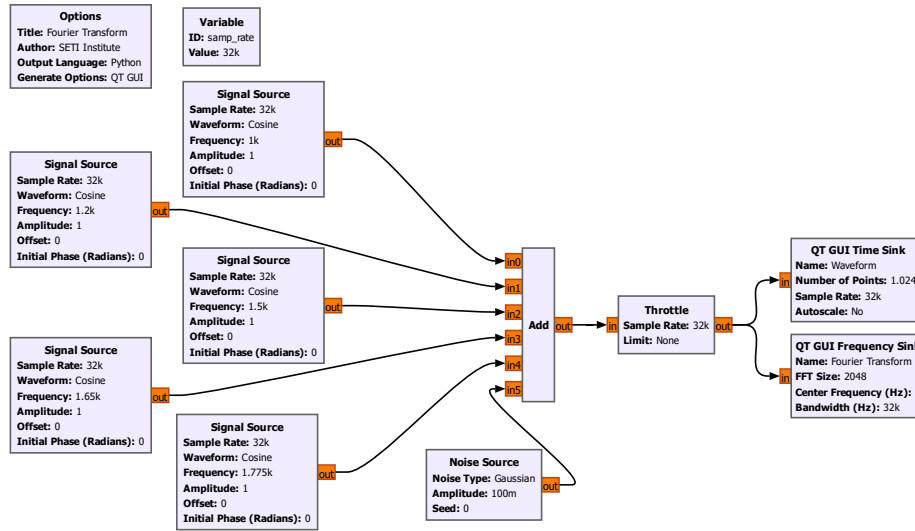 Options
Title: Fourier Transform
Author: SETI Institute
Output Language: Python
Generate Options: QT GUI
Variable
ID: samp_rate
Value: 32k
Signal Source
Sample Rate: 32k
Waveform: Cosine
Frequency: 1k
Amplitude: 1
Offset: 0
Initial Phase (Radians): 0
out
Signal Source
Sample Rate: 32k
Waveform: Cosine
Frequency: 1.2k
Amplitude: 1
Offset: 0
Initial Phase (Radians): 0
out
Signal Source
Sample Rate: 32k
Waveform: Cosine
Frequency: 1.5k
Amplitude: 1
Offset: 0
Initial Phase (Radians): 0
out
Signal Source
Sample Rate: 32k
Waveform: Cosine
Frequency: 1.65k
Amplitude: 1
Offset: 0
Initial Phase (Radians): 0
out
Signal Source
Sample Rate: 32k
Waveform: Cosine
Frequency: 1.775k
Amplitude: 1
Offset: 0
Initial Phase (Radians): 0
out
Noise Source
Noise Type: Gaussian
Amplitude: 100m
Seed: 0
out
in0
in1
in2
in3
in4
in5
Add
out
in
Throttle
Sample Rate: 32k
Limit: None
out
in
QT GUI Time Sink
Name: Waveform
Number of Points: 1.024
Sample Rate: 32k
Autoscale: No
in
QT GUI Frequency Sink
Name: Fourier Transform
FFT Size: 2048
Center Frequency (Hz):
Bandwidth (Hz): 32k